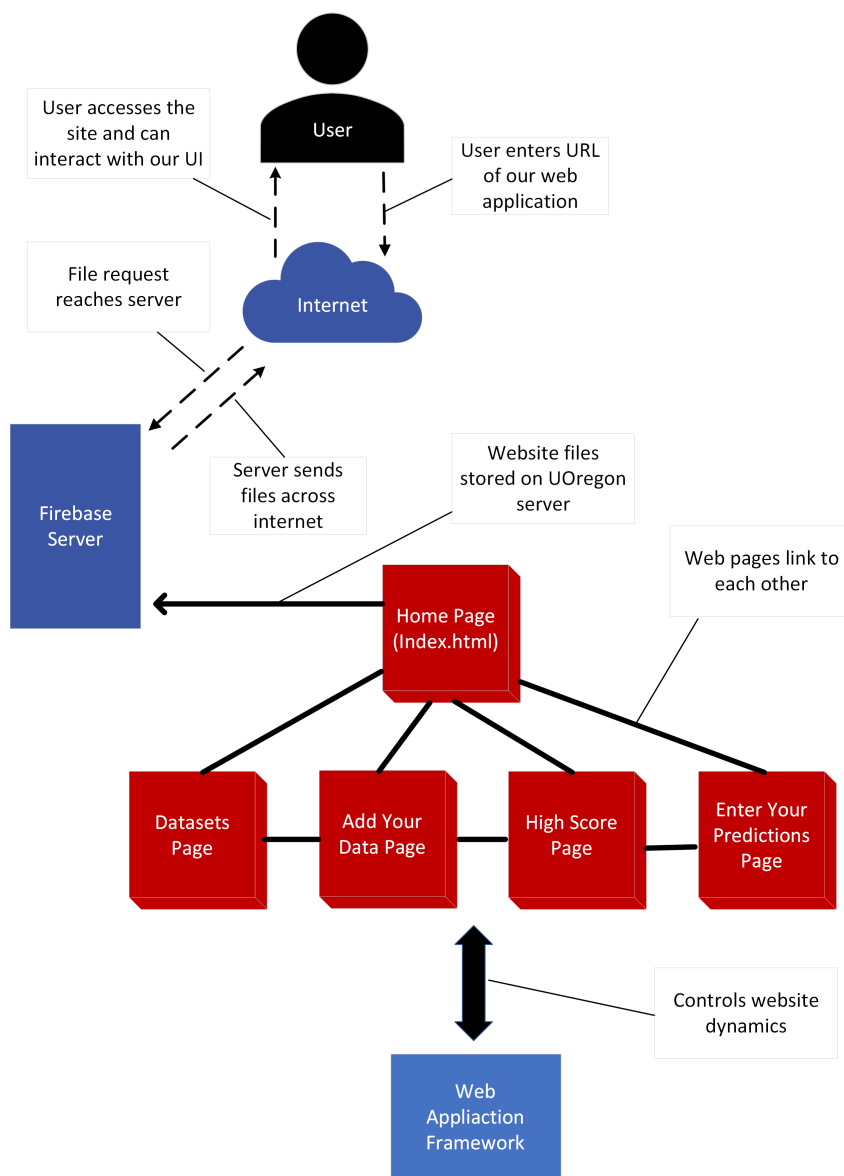 User accesses the
site and can
interact with our UI
User
User enters URL
of our web
application
File request
reaches server
Internet
Firebase
Server
Server sends
files across
internet
Website files
stored on UOregon
server
Web pages link to
each other
Home Page
(Index.html)
Datasets
Page
Add Your
Data Page
High Score
Page
Enter Your
Predictions
Page
Controls website
dynamics
Web
Appliaction
Framework